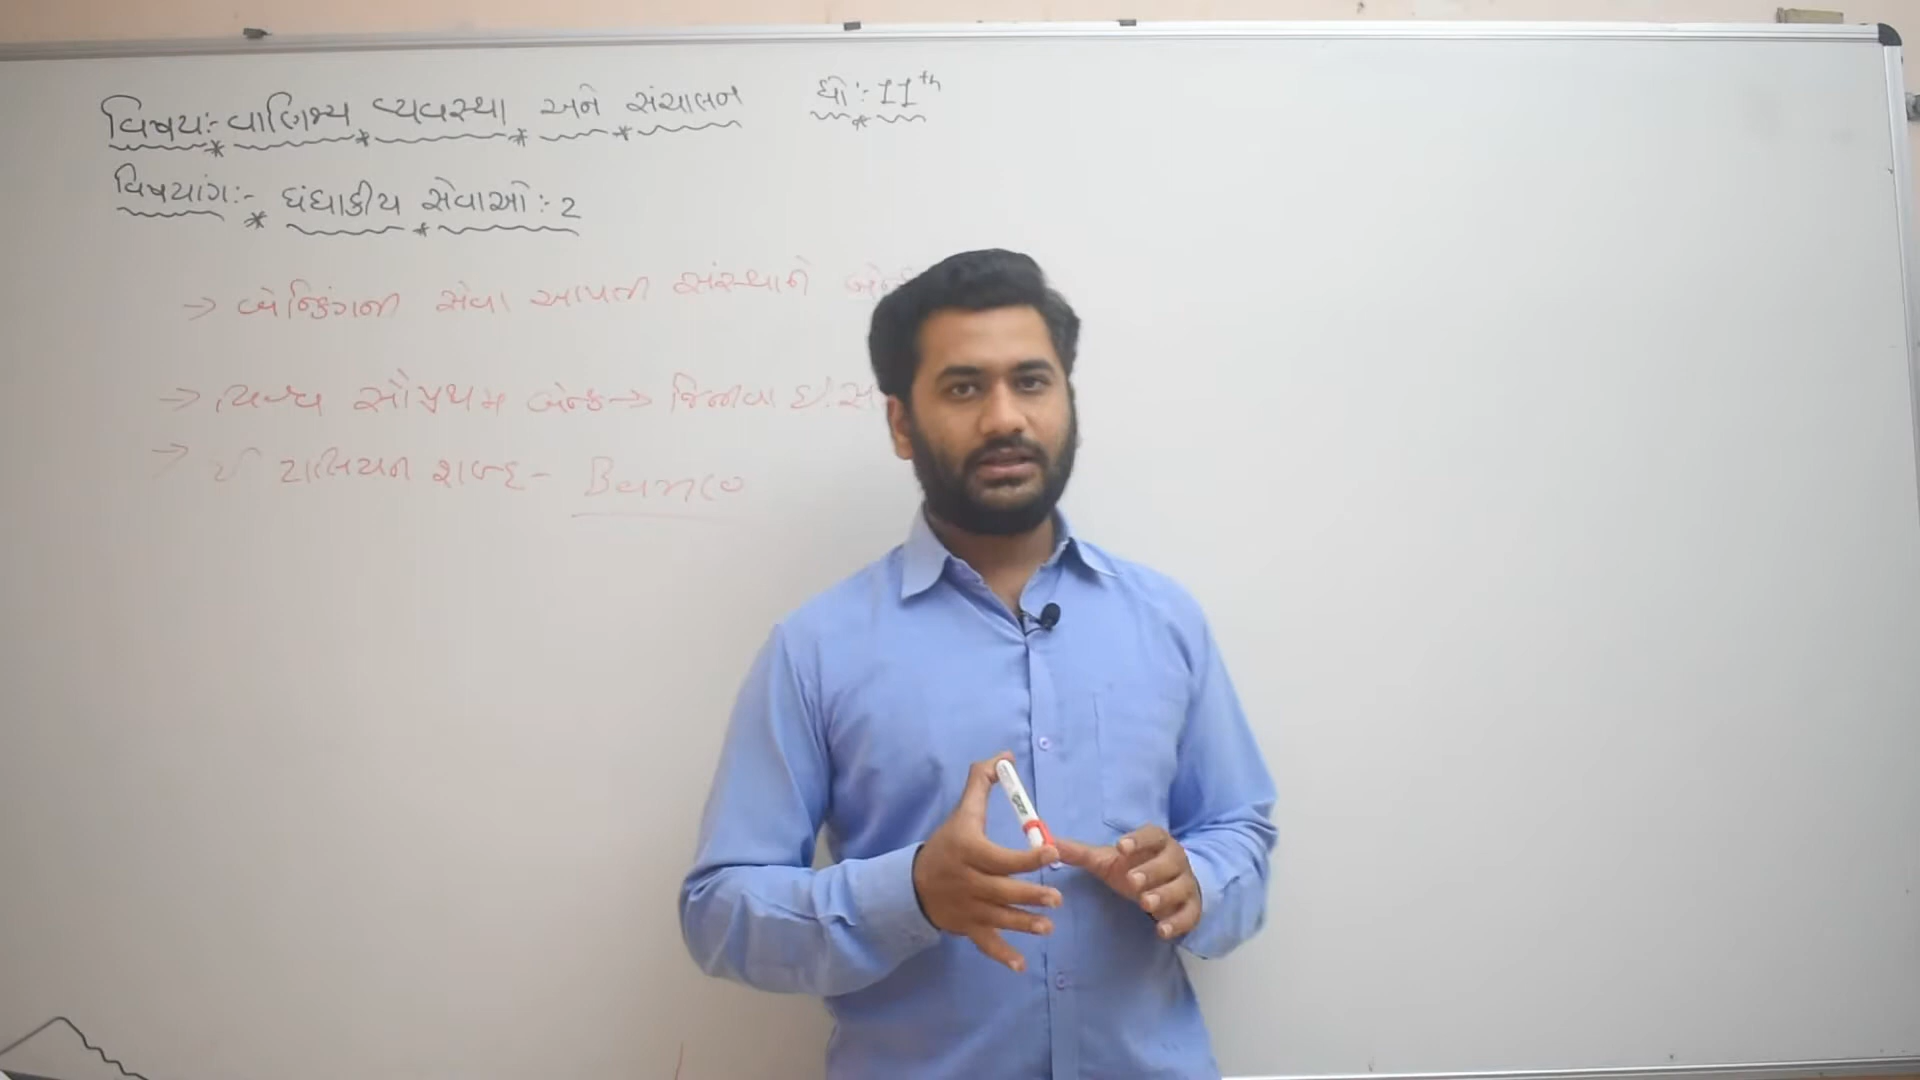 વિષય:- વાણિજ્ય વ્યવસ્થા અને સંચાલન ધો:- 11th
વિષયાંગ:- ધંધાકીય સેવાઓ:- 2
→ બેન્કિંગની સેવા આપતી સંસ્થાને
→ વિશ્વ સૌપ્રથમ બેન્ક → જિનીવા
→ ઈટાલિયન શબ્દ - Banco